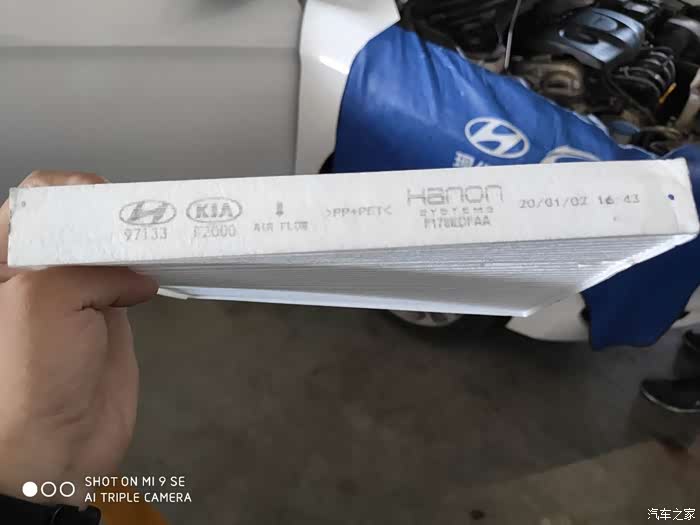 KIA
97133
AIR FLOW
>PP+PET<
Hanon
SYSTEMS
20/01/02 16:43
SHOT ON MI 9 SE
AI TRIPLE CAMERA
汽车之家